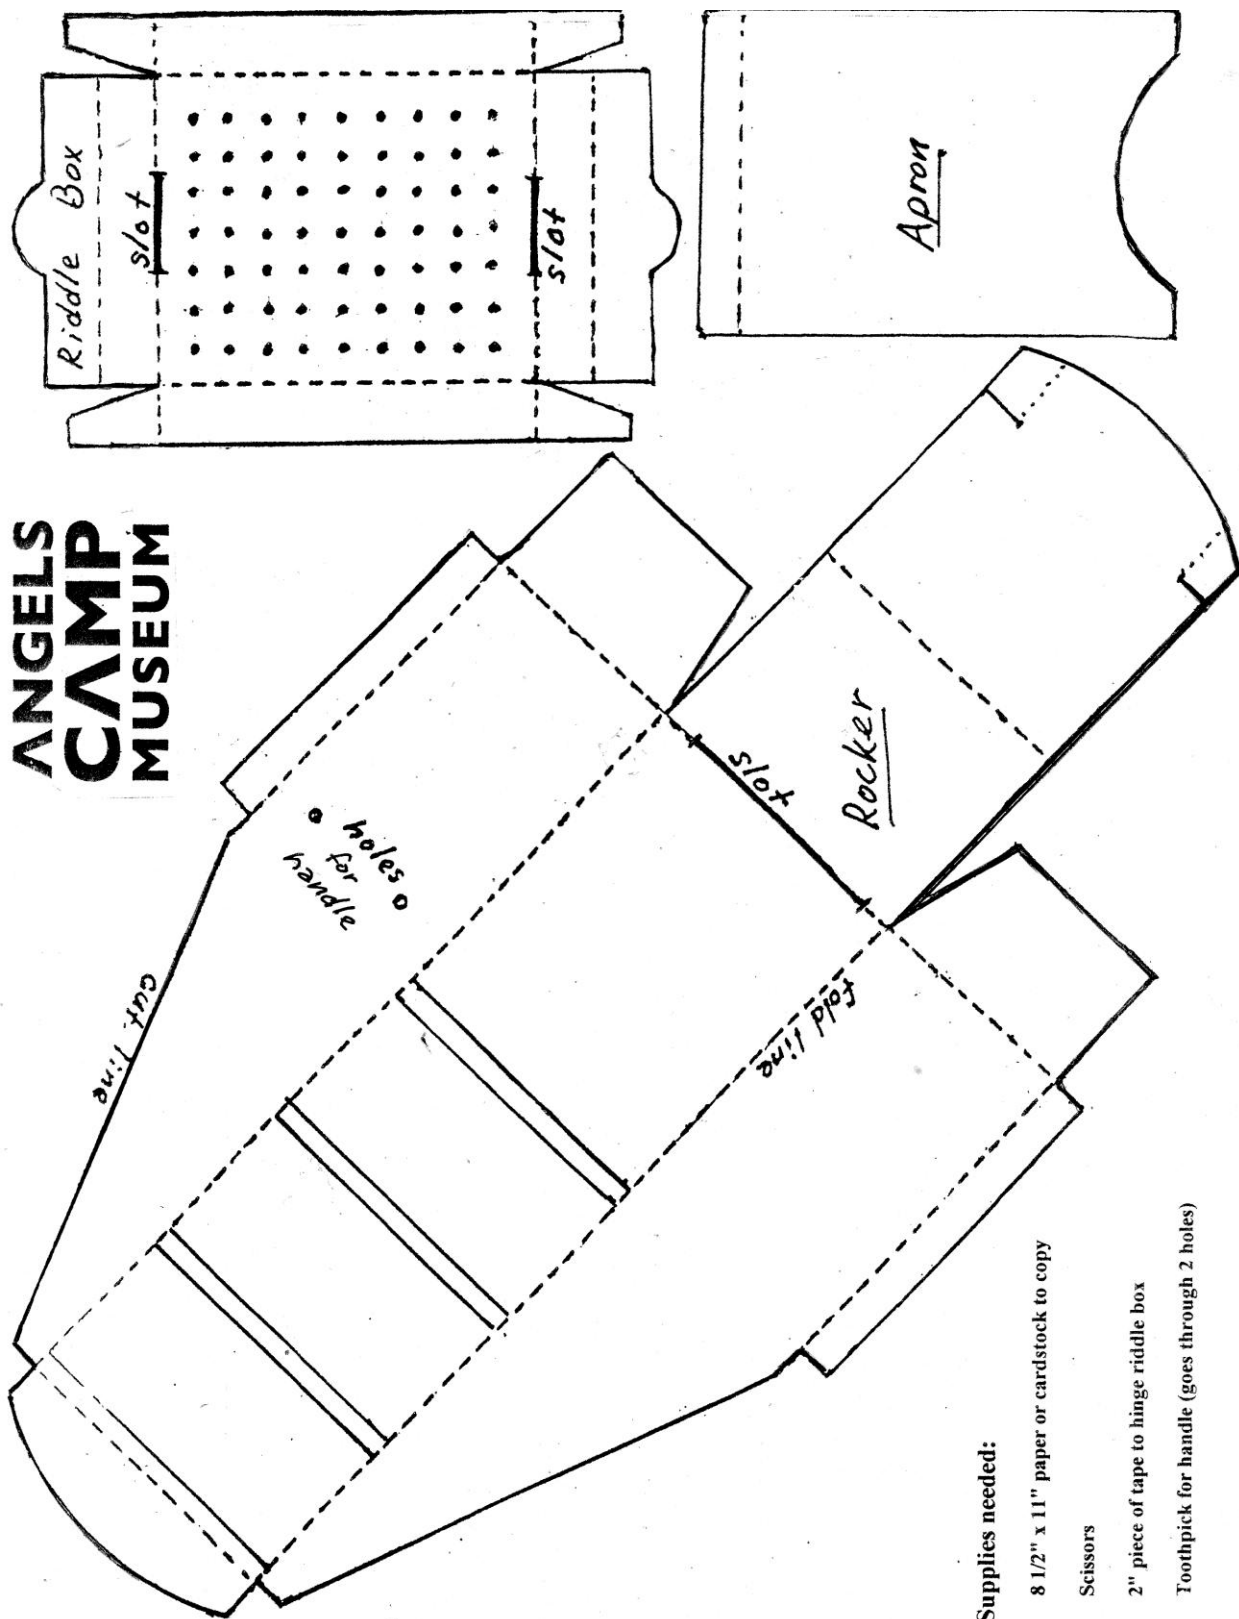 ANGELS
CAMP
MUSEUM
Riddle Box
slot
slot
Apron
holes
for
handle
cut line
slot
Rocker
fold line
Supplies needed:
8 1/2" x 11" paper or cardstock to copy
Scissors
2" piece of tape to hinge riddle box
Toothpick for handle (goes through 2 holes)